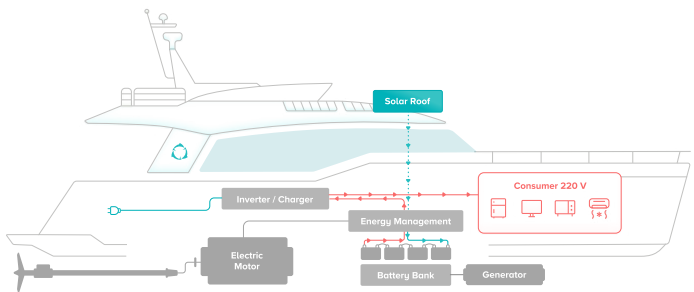 Solar Roof
Consumer 220 V
Inverter / Charger
Energy Management
Electric
Motor
Battery Bank
Generator